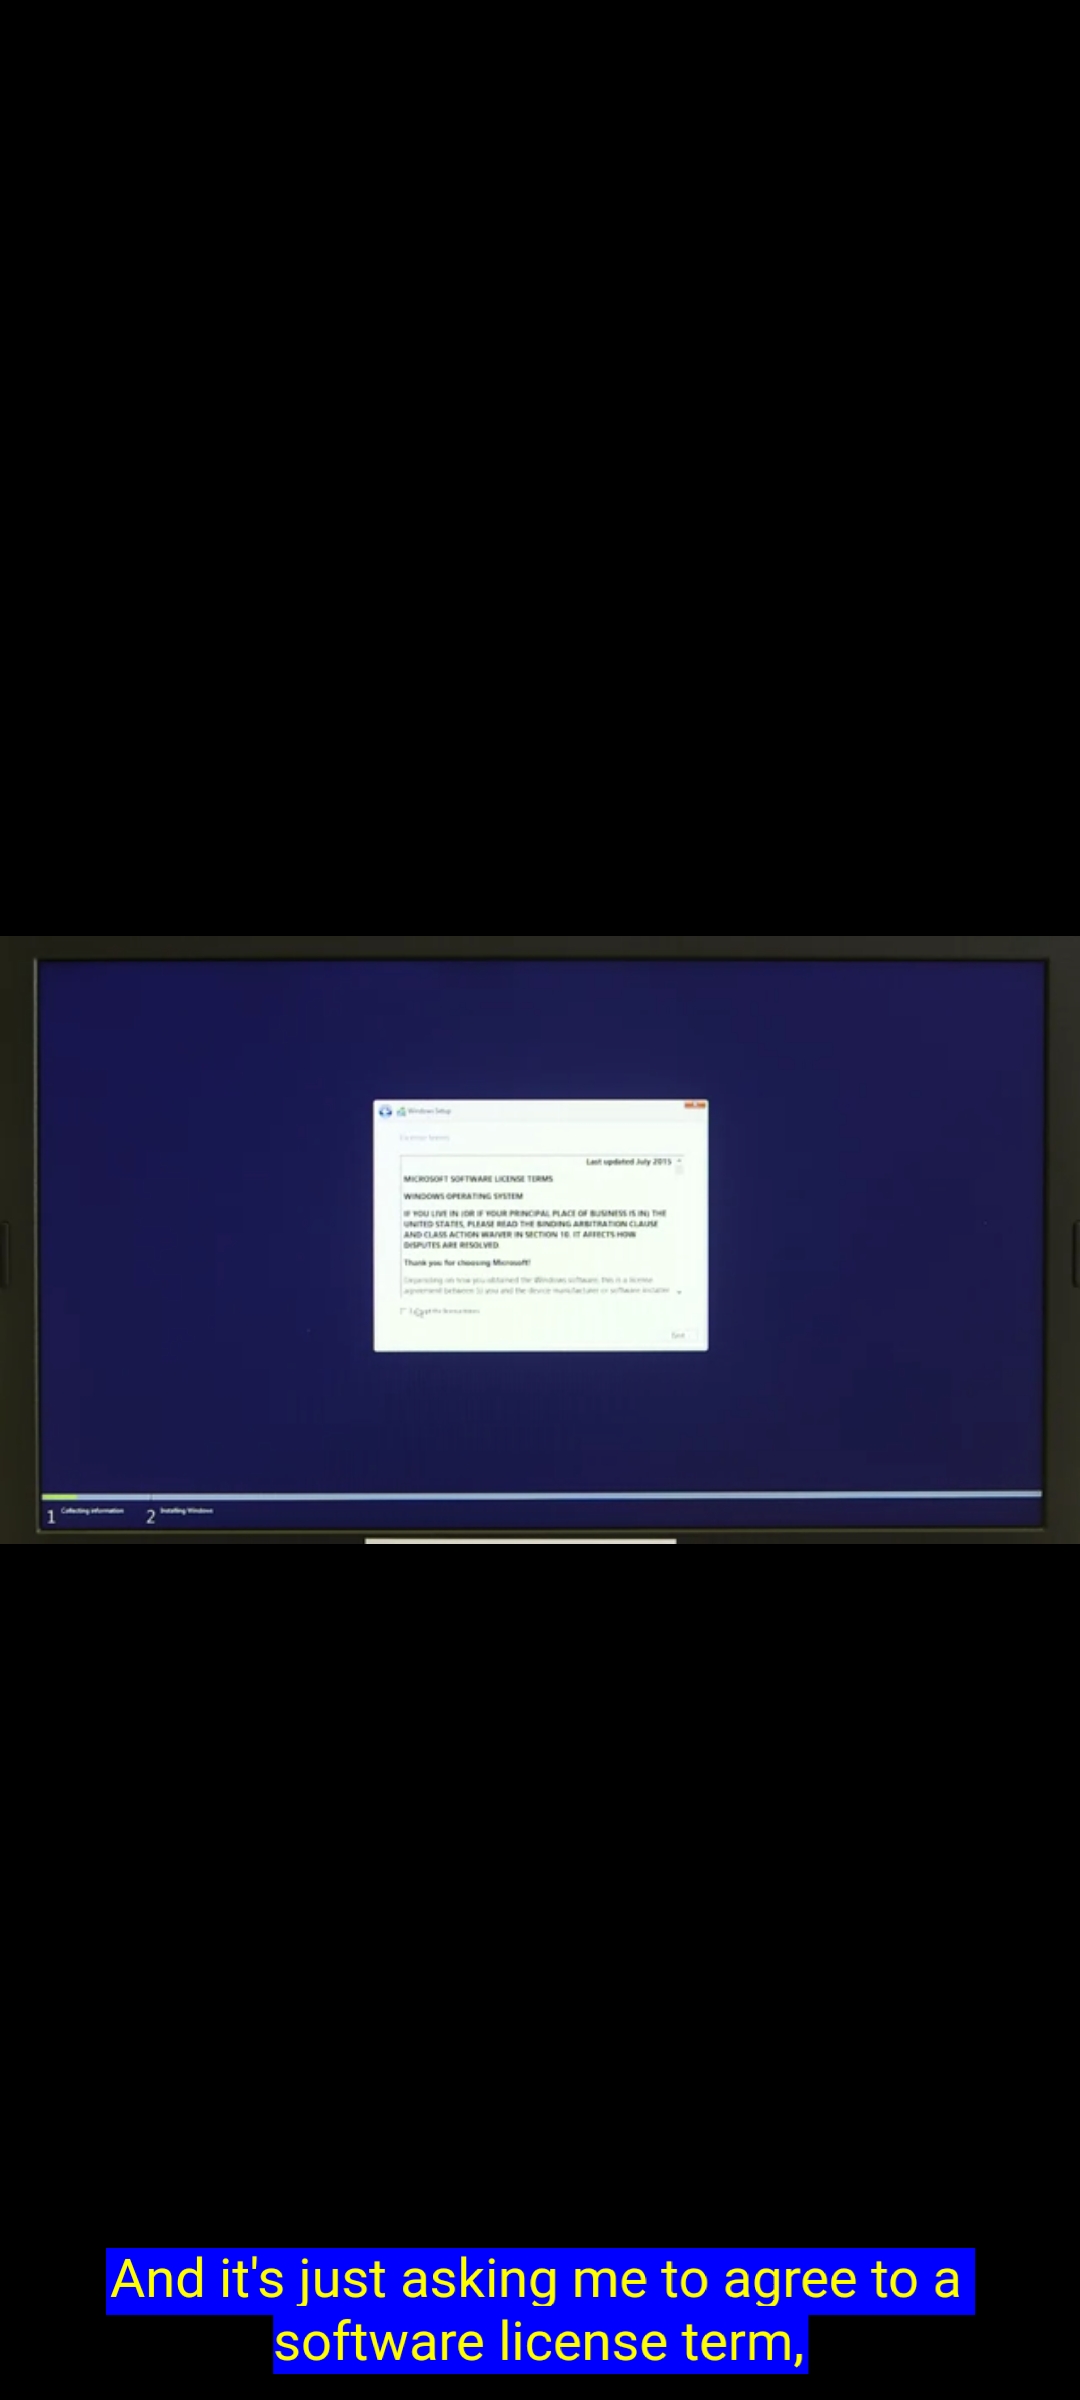 Windows Setup
License terms
Last updated July 2015
MICROSOFT SOFTWARE LICENSE TERMS
WINDOWS OPERATING SYSTEM
IF YOU LIVE IN (OR IF YOUR PRINCIPAL PLACE OF BUSINESS IS IN) THE
UNITED STATES, PLEASE READ THE BINDING ARBITRATION CLAUSE
AND CLASS ACTION WAIVER IN SECTION 10. IT AFFECTS HOW
DISPUTES ARE RESOLVED
Thank you for choosing Microsoft!
Depending on how you obtained the Windows software, this is a license
agreement between (i) you and the device manufacturer or software installer
the license terms
1 Collecting information 2 Installing Windows
And it's just asking me to agree to a
software license term,